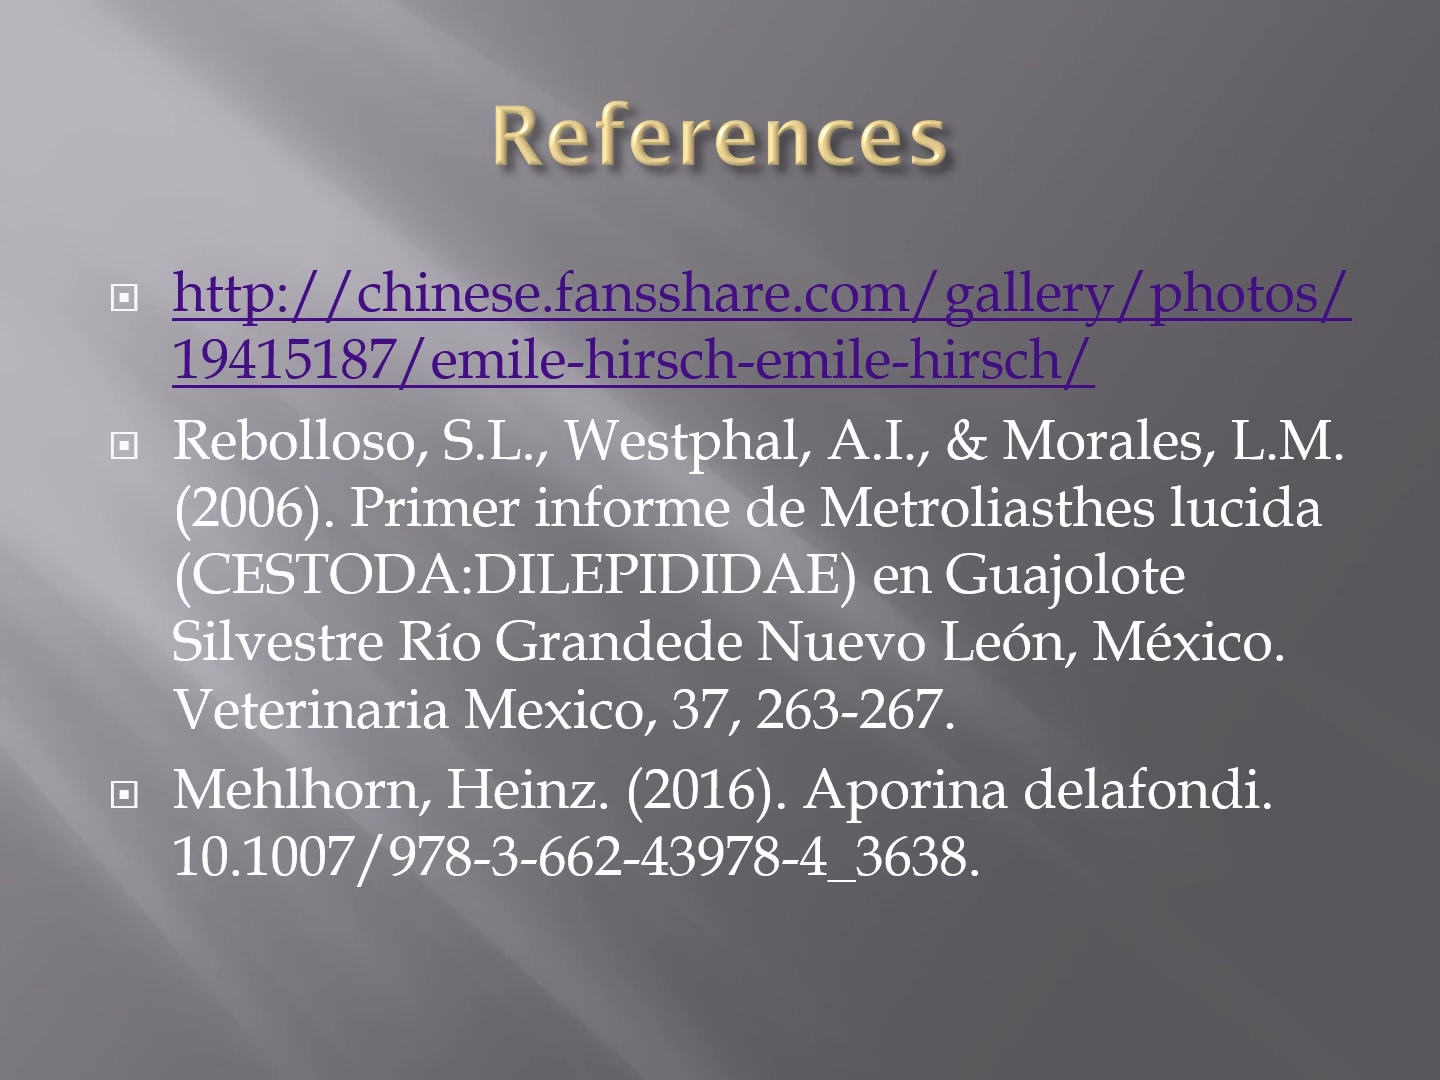 References
http://chinese.fansshare.com/gallery/photos/
19415187/emile-hirsch-emile-hirsch/
Rebolloso, S.L., Westphal, A.I., & Morales, L.M.
(2006). Primer informe de Metroliasthes lucida
(CESTODA:DILEPIDIDAE) en Guajolote
Silvestre Río Grandede Nuevo León, México.
Veterinaria Mexico, 37, 263-267.
Mehlhorn, Heinz. (2016). Aporina delafondi.
10.1007/978-3-662-43978-4_3638.